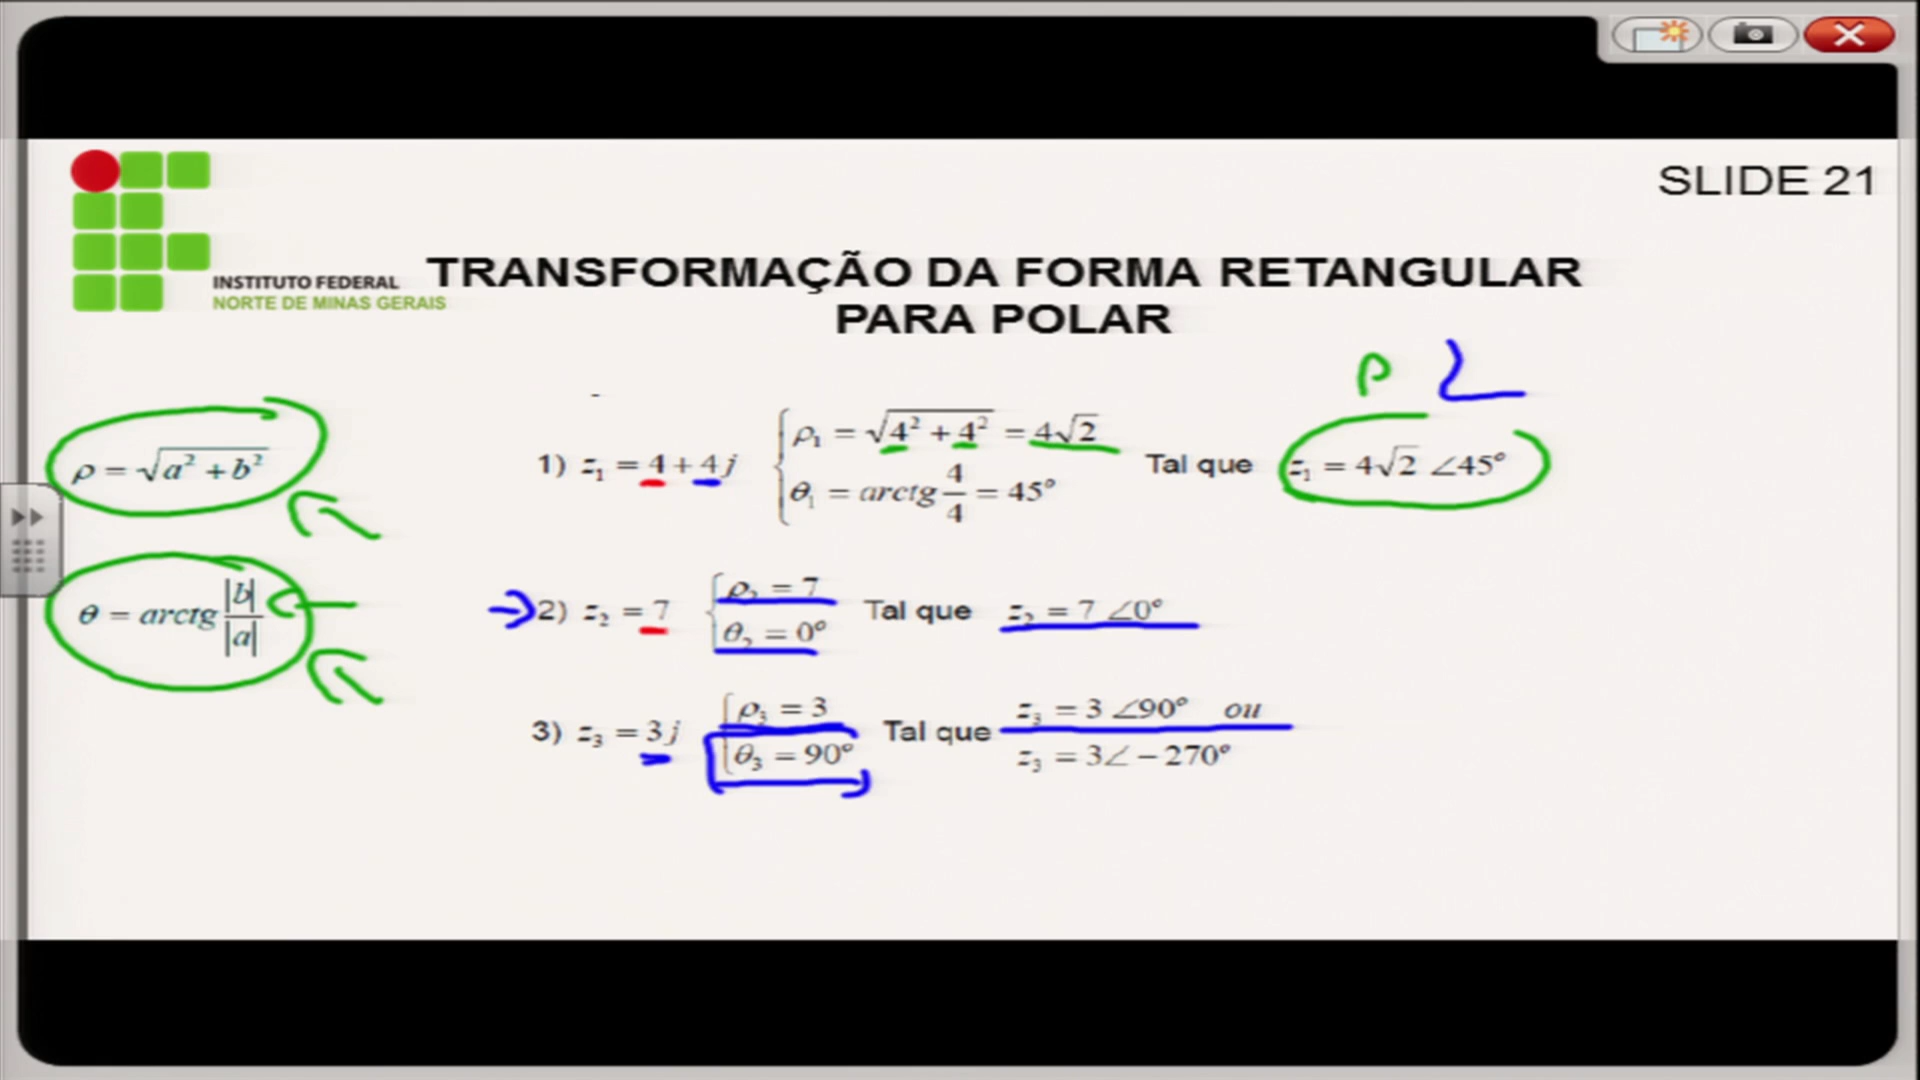 SLIDE 21
INSTITUTO FEDERAL
NORTE DE MINAS GERAIS
TRANSFORMAÇÃO DA FORMA RETANGULAR
PARA POLAR
ρ ∠
ρ = √(a² + b²)
θ = arctg |b|/|a|
1) z₁ = 4 + 4j { ρ₁ = √(4² + 4²) = 4√2 Tal que z₁ = 4√2 ∠45°
θ₁ = arctg 4/4 = 45°
2) z₂ = 7 { ρ₂ = 7 Tal que z₂ = 7 ∠0°
θ₂ = 0°
3) z₃ = 3j { ρ₃ = 3 Tal que z₃ = 3 ∠90° ou
θ₃ = 90° z₃ = 3∠ − 270°